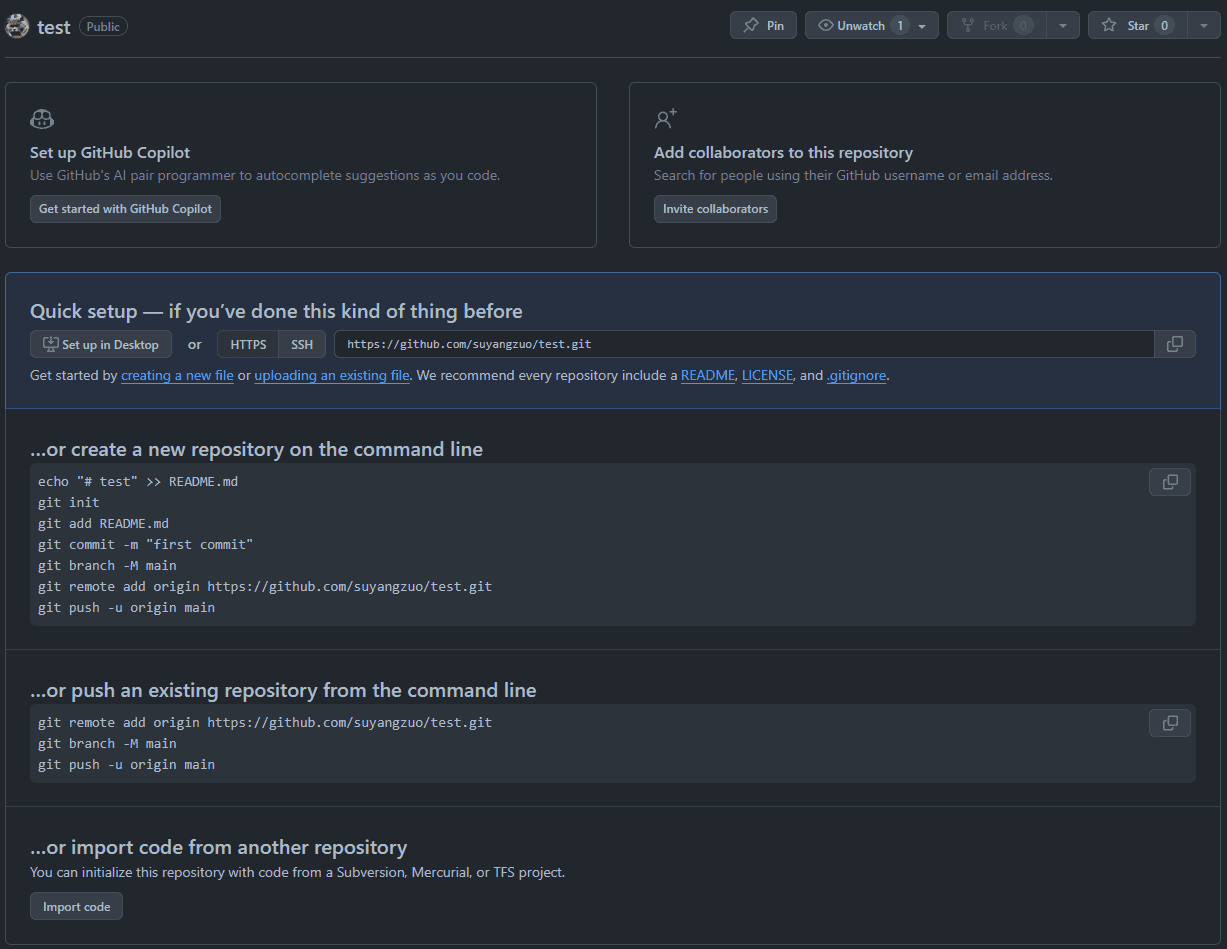 test Public Pin Unwatch 1 Fork 0 Star 0
Set up GitHub Copilot
Use GitHub's AI pair programmer to autocomplete suggestions as you code.
Get started with GitHub Copilot
Add collaborators to this repository
Search for people using their GitHub username or email address.
Invite collaborators
Quick setup — if you’ve done this kind of thing before
Set up in Desktop or HTTPS SSH https://github.com/suyangzuo/test.git
Get started by creating a new file or uploading an existing file. We recommend every repository include a README, LICENSE, and .gitignore.
…or create a new repository on the command line
echo "# test" >> README.md
git init
git add README.md
git commit -m "first commit"
git branch -M main
git remote add origin https://github.com/suyangzuo/test.git
git push -u origin main
…or push an existing repository from the command line
git remote add origin https://github.com/suyangzuo/test.git
git branch -M main
git push -u origin main
…or import code from another repository
You can initialize this repository with code from a Subversion, Mercurial, or TFS project.
Import code